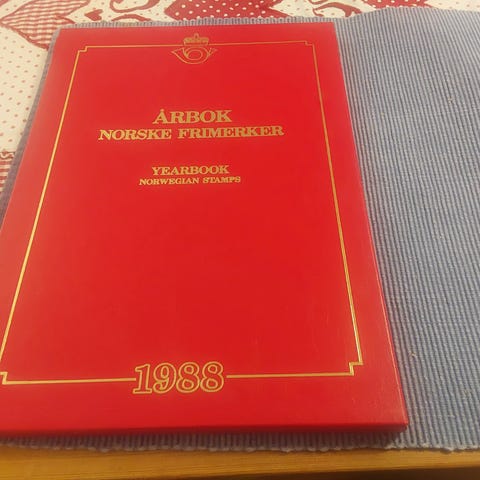 ÅRBOK
NORSKE FRIMERKER
YEARBOOK
NORWEGIAN STAMPS
1988